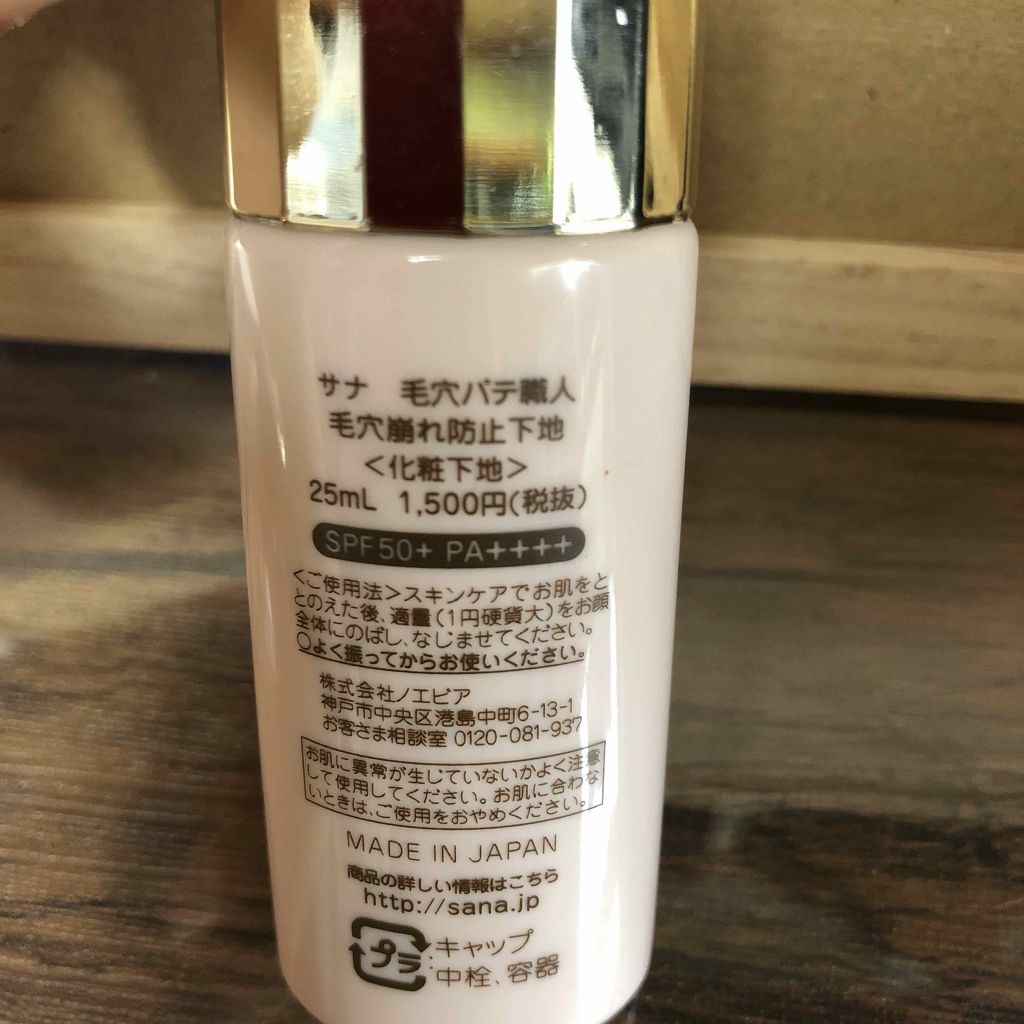 サナ　毛穴パテ職人
毛穴崩れ防止下地
＜化粧下地＞
25mL 1,500円(税抜)
SPF50+ PA++++
＜ご使用法＞スキンケアでお肌をと
とのえた後、適量(1円硬貨大)をお顔
全体にのばし、なじませてください。
○よく振ってからお使いください。
株式会社ノエビア
神戸市中央区港島中町6-13-1
お客さま相談室 0120-081-937
お肌に異常が生じていないかよく注意
して使用してください。お肌に合わな
いときは、ご使用をおやめください。
MADE IN JAPAN
商品の詳しい情報はこちら
http://sana.jp
プラ:キャップ
中栓、容器